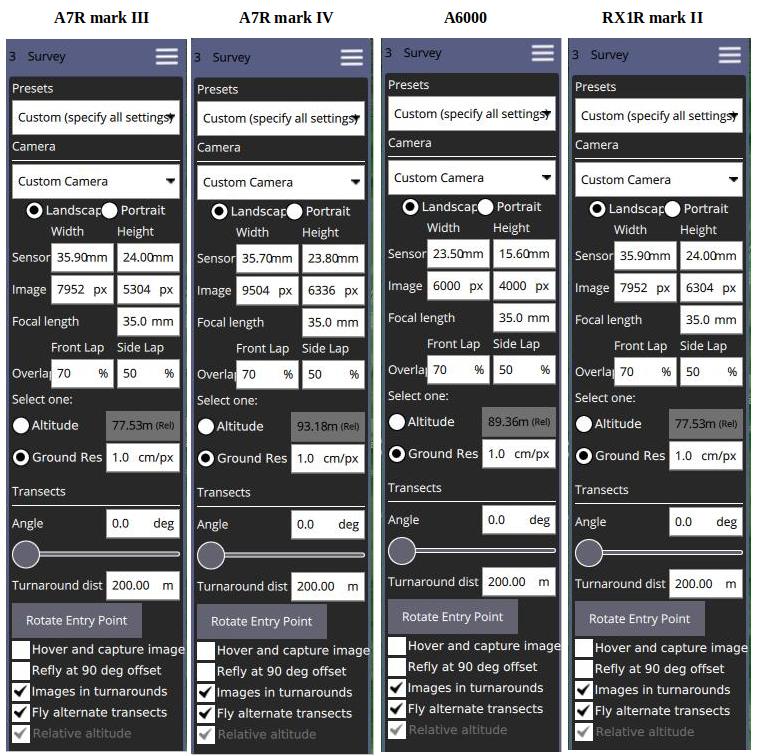 A7R mark III
3 Survey
Presets
Custom (specify all settings)
Camera
Custom Camera
Landscap Portrait
Width Height
Sensor 35.90mm 24.00mm
Image 7952 px 5304 px
Focal length 35.0 mm
Front Lap Side Lap
Overlap 70 % 50 %
Select one:
Altitude 77.53m (Rel)
Ground Res 1.0 cm/px
Transects
Angle 0.0 deg
Turnaround dist 200.00 m
Rotate Entry Point
Hover and capture image
Refly at 90 deg offset
Images in turnarounds
Fly alternate transects
Relative altitude
A7R mark IV
3 Survey
Presets
Custom (specify all settings)
Camera
Custom Camera
Landscap Portrait
Width Height
Sensor 35.70mm 23.80mm
Image 9504 px 6336 px
Focal length 35.0 mm
Front Lap Side Lap
Overlap 70 % 50 %
Select one:
Altitude 93.18m (Rel)
Ground Res 1.0 cm/px
Transects
Angle 0.0 deg
Turnaround dist 200.00 m
Rotate Entry Point
Hover and capture image
Refly at 90 deg offset
Images in turnarounds
Fly alternate transects
Relative altitude
A6000
3 Survey
Presets
Custom (specify all settings)
Camera
Custom Camera
Landscap Portrait
Width Height
Sensor 23.50mm 15.60mm
Image 6000 px 4000 px
Focal length 35.0 mm
Front Lap Side Lap
Overlap 70 % 50 %
Select one:
Altitude 89.36m (Rel)
Ground Res 1.0 cm/px
Transects
Angle 0.0 deg
Turnaround dist 200.00 m
Rotate Entry Point
Hover and capture image
Refly at 90 deg offset
Images in turnarounds
Fly alternate transects
Relative altitude
RX1R mark II
3 Survey
Presets
Custom (specify all settings)
Camera
Custom Camera
Landscap Portrait
Width Height
Sensor 35.90mm 24.00mm
Image 7952 px 6304 px
Focal length 35.0 mm
Front Lap Side Lap
Overlap 70 % 50 %
Select one:
Altitude 77.53m (Rel)
Ground Res 1.0 cm/px
Transects
Angle 0.0 deg
Turnaround dist 200.00 m
Rotate Entry Point
Hover and capture image
Refly at 90 deg offset
Images in turnarounds
Fly alternate transects
Relative altitude